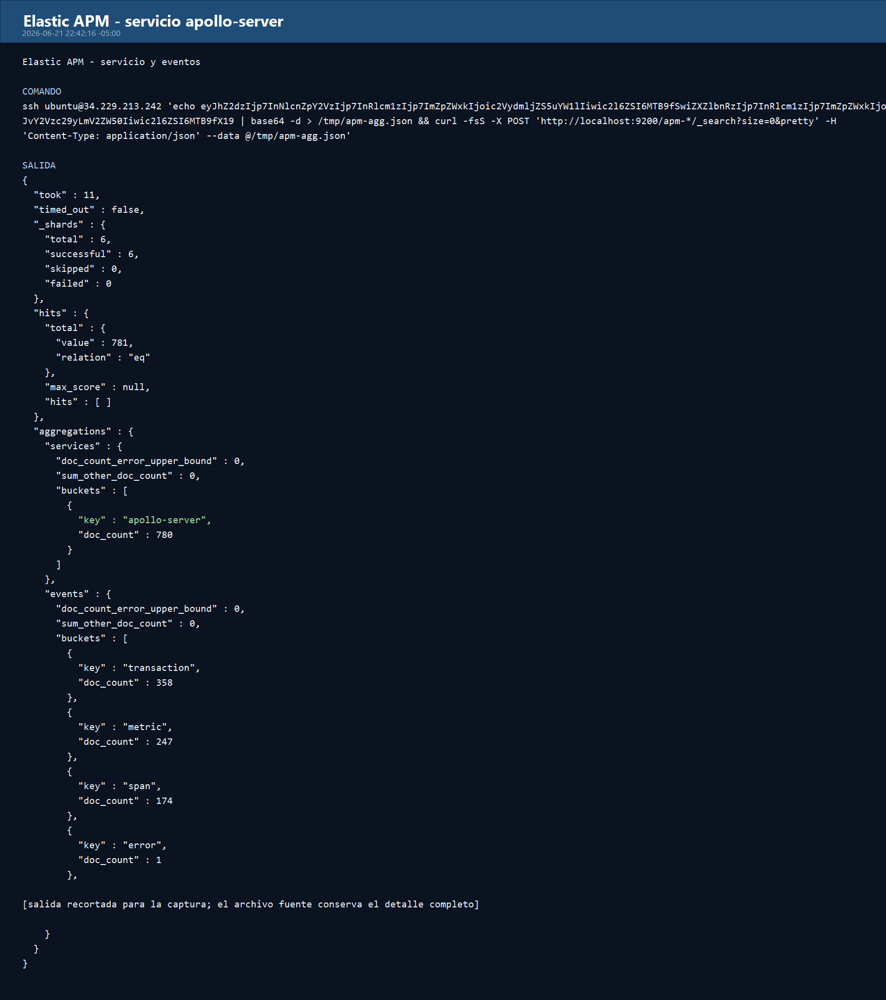 Elastic APM - servicio apollo-server
2026-06-21 22:42:16 -05:00
Elastic APM - servicio y eventos
COMANDO
ssh ubuntu@34.229.213.242 'echo eyJhZ2dzIjp7InNlcnZpY2VzIjp7InRlcm1zIjp7ImZpZWxkIjoic2VydmljZS5uYW1lIiwic2l6ZSI6MTB9fSwiZXZlbnRzIjp7InRlcm1zIjp7ImZpZWxkIjo
JvY2Vzc29yLmV2ZW50Iiwic2l6ZSI6MTB9fX19 | base64 -d > /tmp/apm-agg.json && curl -fsS -X POST 'http://localhost:9200/apm-*/_search?size=0&pretty' -H
'Content-Type: application/json' --data @/tmp/apm-agg.json'
SALIDA
{
  "took" : 11,
  "timed_out" : false,
  "_shards" : {
    "total" : 6,
    "successful" : 6,
    "skipped" : 0,
    "failed" : 0
  },
  "hits" : {
    "total" : {
      "value" : 781,
      "relation" : "eq"
    },
    "max_score" : null,
    "hits" : [ ]
  },
  "aggregations" : {
    "services" : {
      "doc_count_error_upper_bound" : 0,
      "sum_other_doc_count" : 0,
      "buckets" : [
        {
          "key" : "apollo-server",
          "doc_count" : 780
        }
      ]
    },
    "events" : {
      "doc_count_error_upper_bound" : 0,
      "sum_other_doc_count" : 0,
      "buckets" : [
        {
          "key" : "transaction",
          "doc_count" : 358
        },
        {
          "key" : "metric",
          "doc_count" : 247
        },
        {
          "key" : "span",
          "doc_count" : 174
        },
        {
          "key" : "error",
          "doc_count" : 1
        },
[salida recortada para la captura; el archivo fuente conserva el detalle completo]
    }
  }
}